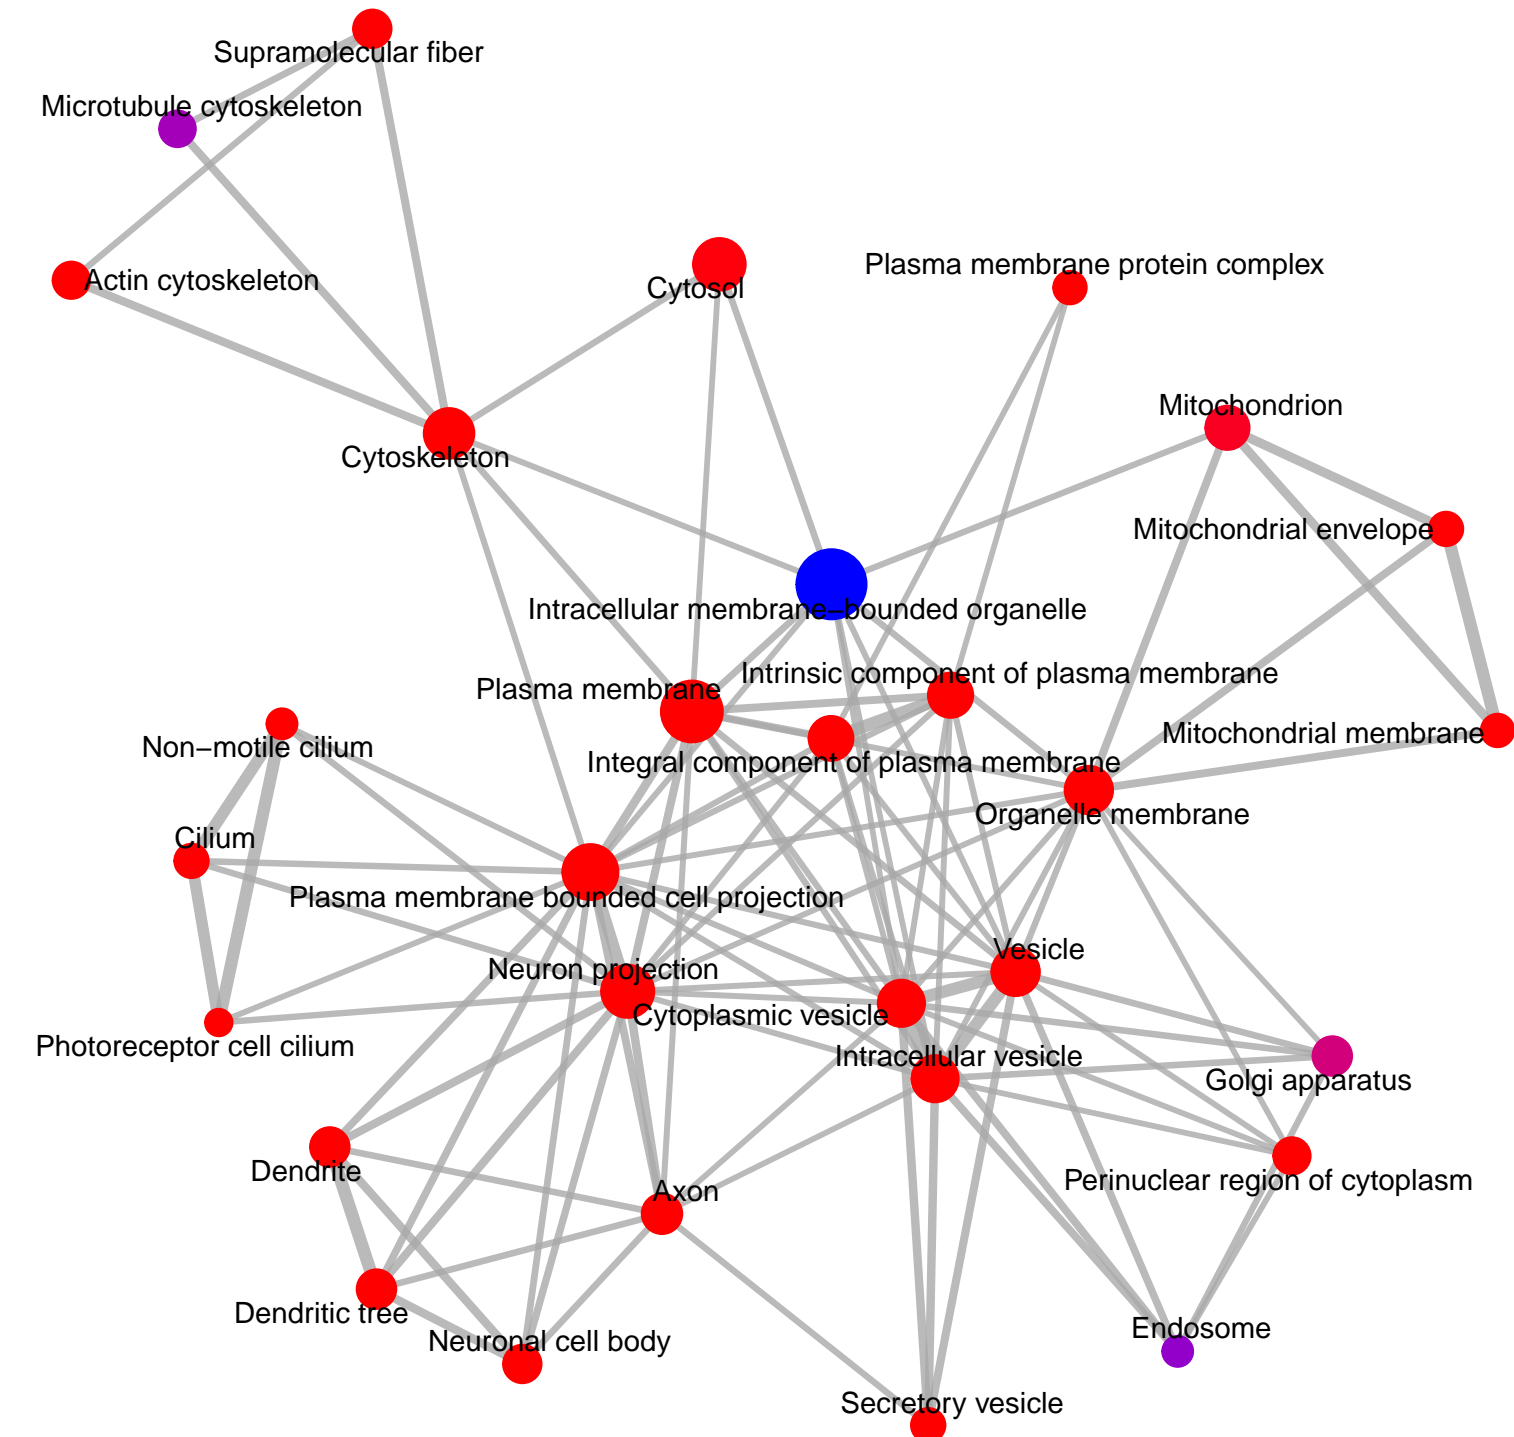 Supramolecular fiber
Microtubule cytoskeleton
Plasma membrane protein complex
Actin cytoskeleton
Cytosol
Mitochondrion
Cytoskeleton
Mitochondrial envelope
Intracellular membrane−bounded organelle
Intrinsic component of plasma membrane
Plasma membrane
Mitochondrial membrane
Non−motile cilium
Integral component of plasma membrane
Organelle membrane
Cilium
Plasma membrane bounded cell projection
Vesicle
Neuron projection
Cytoplasmic vesicle
Photoreceptor cell cilium
Intracellular vesicle
Golgi apparatus
Dendrite
Perinuclear region of cytoplasm
Axon
Dendritic tree
Endosome
Neuronal cell body
Secretory vesicle